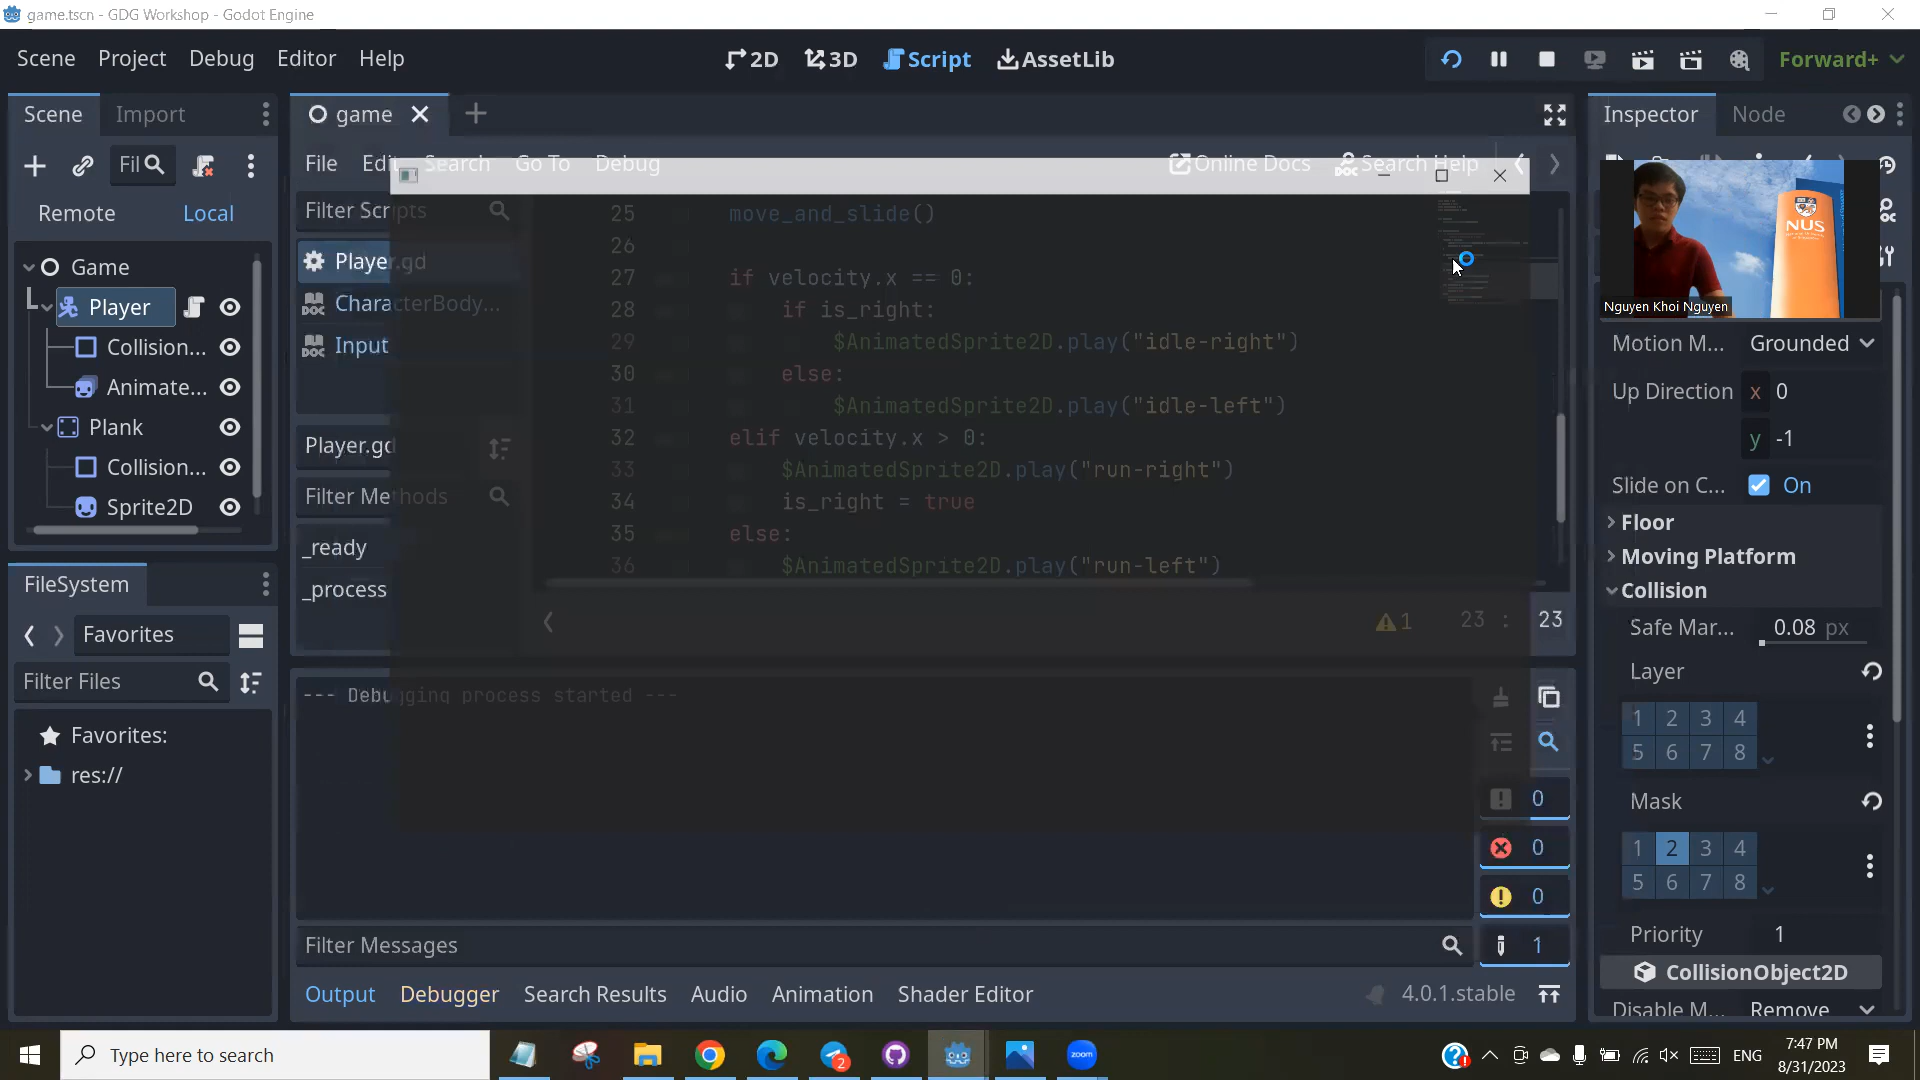 game.tscn - GDG Workshop - Godot Engine
Scene Project Debug Editor Help
2D 3D Script AssetLib
Forward+
Scene Import
game
Inspector Node
File Edit Search Go To Debug
Online Docs Search Help
Fil
Remote Local
Filter Scripts
Player.gd
CharacterBody...
Input
Player.gd
Filter Methods
_ready
_process
Game
Player
Collision...
Animate...
Plank
Collision...
Sprite2D
25 move_and_slide()
26
27 if velocity.x == 0:
28 if is_right:
29 $AnimatedSprite2D.play("idle-right")
30 else:
31 $AnimatedSprite2D.play("idle-left")
32 elif velocity.x > 0:
33 $AnimatedSprite2D.play("run-right")
34 is_right = true
35 else:
36 $AnimatedSprite2D.play("run-left")
1 23 : 23
NUS
Nguyen Khoi Nguyen
Motion M... Grounded
Up Direction x 0
y -1
Slide on C... On
Floor
Moving Platform
Collision
Safe Mar... 0.08 px
Layer
1 2 3 4
5 6 7 8
Mask
1 2 3 4
5 6 7 8
Priority 1
CollisionObject2D
Disable M... Remove
FileSystem
Favorites
Filter Files
Favorites:
res://
--- Debugging process started ---
0
0
0
1
Filter Messages
Output Debugger Search Results Audio Animation Shader Editor
4.0.1.stable
Type here to search
2
zoom
ENG
7:47 PM
8/31/2023